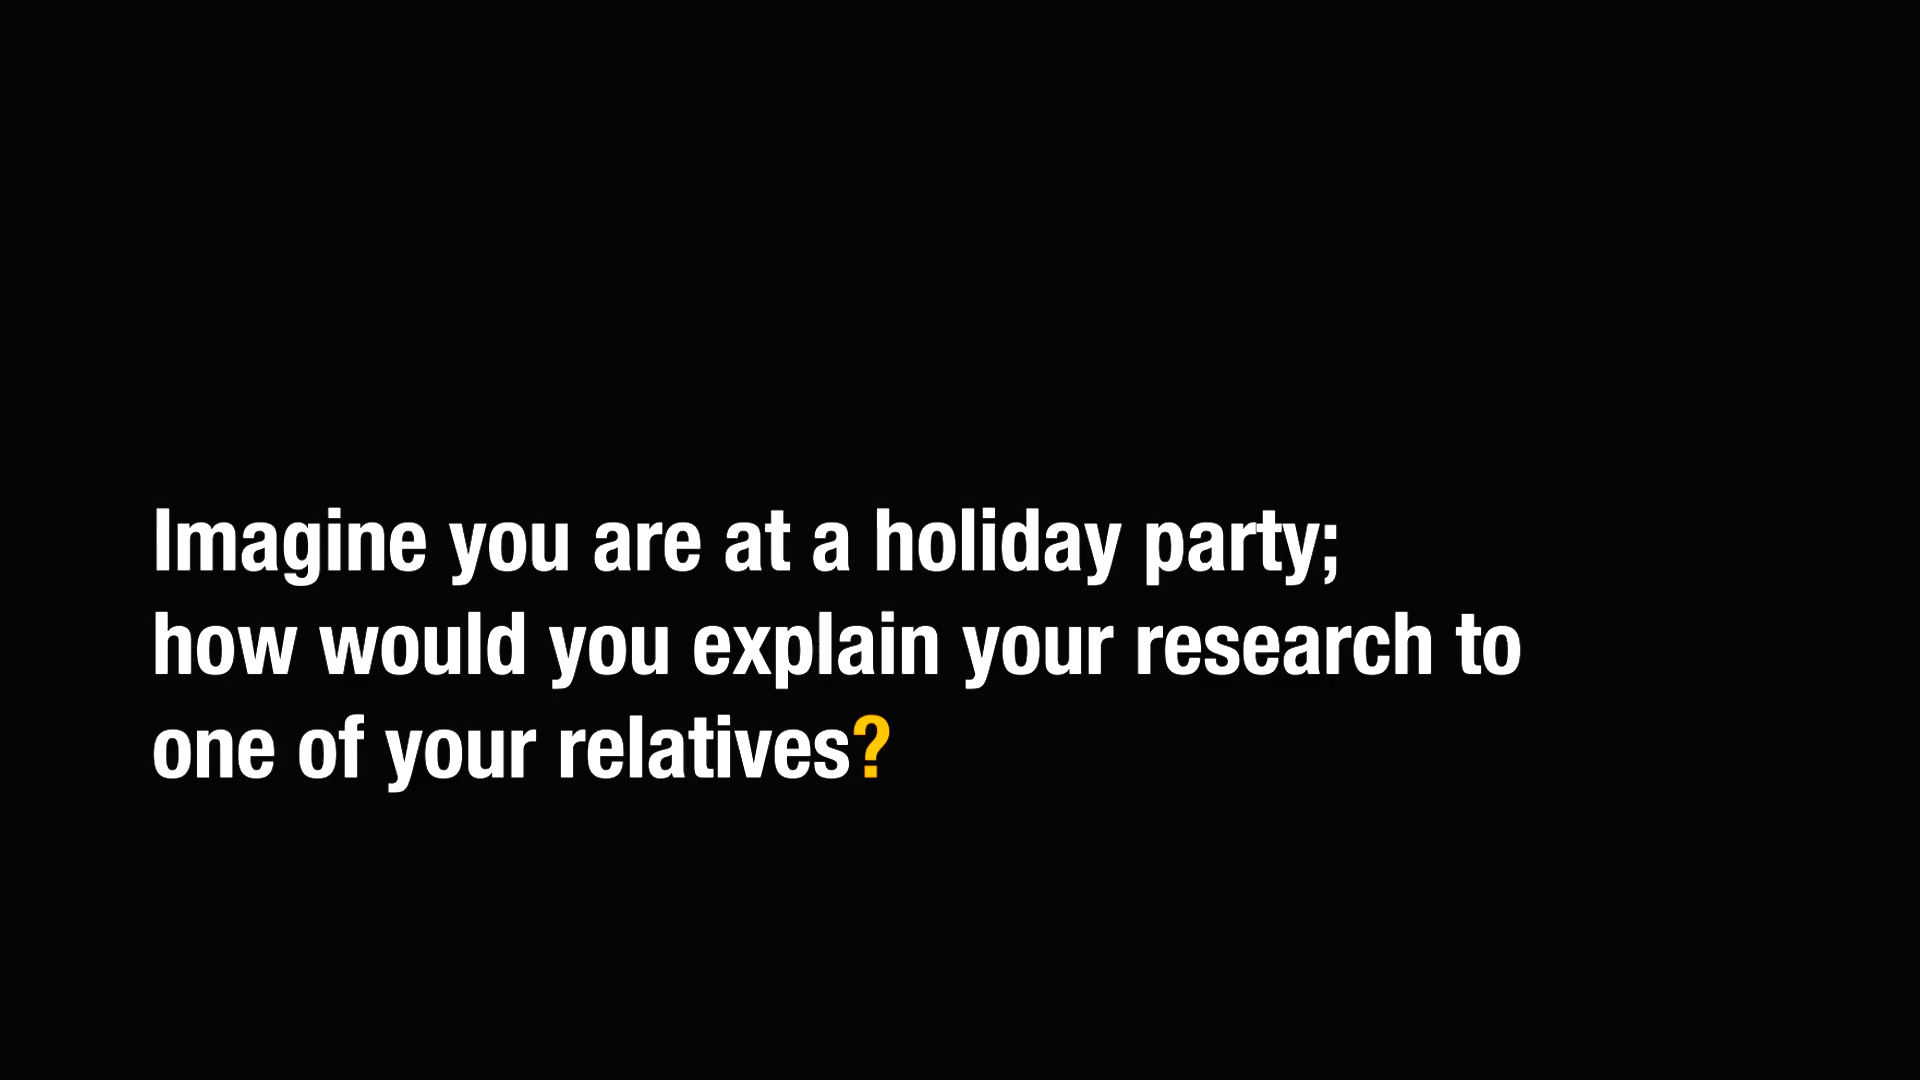 Imagine you are at a holiday party;
how would you explain your research to
one of your relatives?